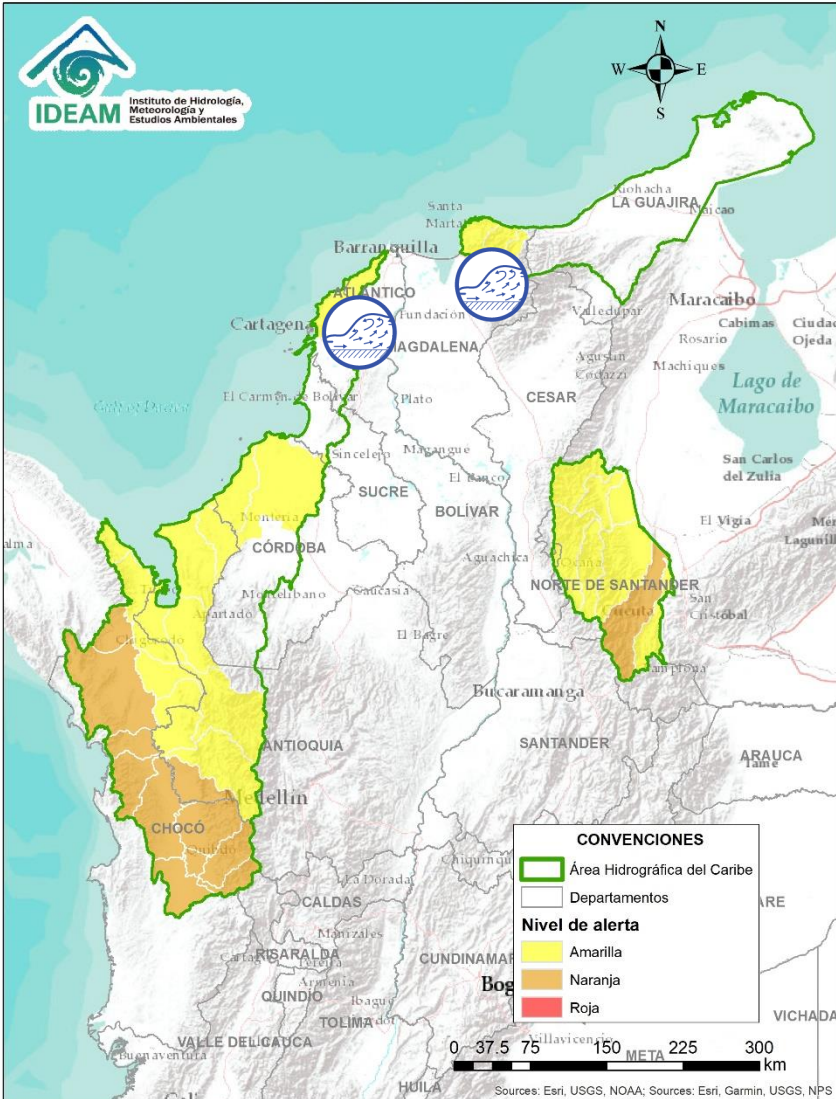 IDEAM
Instituto de Hidrología,
Meteorología y
Estudios Ambientales
N
W
E
S
Riohacha
LA GUAJIRA
Maicao
Santa
Marta
Barranquilla
ATLÁNTICO
Maracaibo
Cartagena
Fundación
Valledupar
Cabimas
Ciudad
Ojeda
Rosario
MAGDALENA
Agustín
Codazzi
Machiques
El Carmen de Bolívar
Plato
CESAR
Lago de
Maracaibo
Sincelejo
Magangue
San Carlos
del Zulia
El Banco
SUCRE
BOLÍVAR
Montería
El Vigía
CÓRDOBA
Aguachica
Ocaña
NORTE DE SANTANDER
Montelibano
Caucasia
San
Cristóbal
Cúcuta
Apartado
El Bagre
Chigorodó
Pamplona
Bucaramanga
ANTIOQUIA
SANTANDER
ARAUCA
Tame
Medellín
CHOCÓ
Quibdó
La Dorada
CALDAS
Manizales
RISARALDA
Pereira
Armenia
QUINDÍO
Ibagué
TOLIMA
VALLE DEL CAUCA
Buenaventura
HUILA
Villavicencio
META
VICHADA
CONVENCIONES
Área Hidrográfica del Caribe
Departamentos
Nivel de alerta
Amarilla
Naranja
Roja
0 37.5 75 150 225 300
km
Sources: Esri, USGS, NOAA; Sources: Esri, Garmin, USGS, NPS